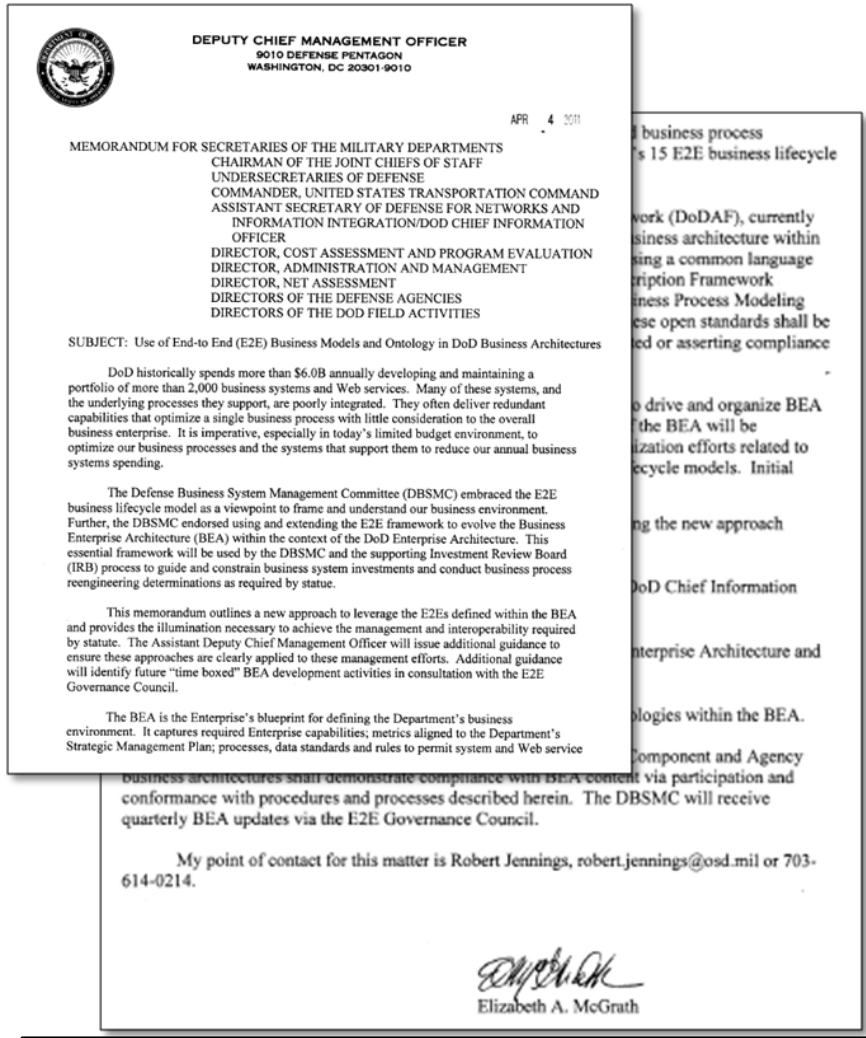 DEPUTY CHIEF MANAGEMENT OFFICER
9010 DEFENSE PENTAGON
WASHINGTON, DC 20301-9010
APR 4 2011
MEMORANDUM FOR SECRETARIES OF THE MILITARY DEPARTMENTS
CHAIRMAN OF THE JOINT CHIEFS OF STAFF
UNDERSECRETARIES OF DEFENSE
COMMANDER, UNITED STATES TRANSPORTATION COMMAND
ASSISTANT SECRETARY OF DEFENSE FOR NETWORKS AND
INFORMATION INTEGRATION/DOD CHIEF INFORMATION
OFFICER
DIRECTOR, COST ASSESSMENT AND PROGRAM EVALUATION
DIRECTOR, ADMINISTRATION AND MANAGEMENT
DIRECTOR, NET ASSESSMENT
DIRECTORS OF THE DEFENSE AGENCIES
DIRECTORS OF THE DOD FIELD ACTIVITIES
SUBJECT: Use of End-to End (E2E) Business Models and Ontology in DoD Business Architectures
DoD historically spends more than $6.0B annually developing and maintaining a
portfolio of more than 2,000 business systems and Web services. Many of these systems, and
the underlying processes they support, are poorly integrated. They often deliver redundant
capabilities that optimize a single business process with little consideration to the overall
business enterprise. It is imperative, especially in today's limited budget environment, to
optimize our business processes and the systems that support them to reduce our annual business
systems spending.
The Defense Business System Management Committee (DBSMC) embraced the E2E
business lifecycle model as a viewpoint to frame and understand our business environment.
Further, the DBSMC endorsed using and extending the E2E framework to evolve the Business
Enterprise Architecture (BEA) within the context of the DoD Enterprise Architecture. This
essential framework will be used by the DBSMC and the supporting Investment Review Board
(IRB) process to guide and constrain business system investments and conduct business process
reengineering determinations as required by statue.
This memorandum outlines a new approach to leverage the E2Es defined within the BEA
and provides the illumination necessary to achieve the management and interoperability required
by statute. The Assistant Deputy Chief Management Officer will issue additional guidance to
ensure these approaches are clearly applied to these management efforts. Additional guidance
will identify future "time boxed" BEA development activities in consultation with the E2E
Governance Council.
The BEA is the Enterprise's blueprint for defining the Department's business
environment. It captures required Enterprise capabilities; metrics aligned to the Department's
Strategic Management Plan; processes, data standards and rules to permit system and Web service
business process
's 15 E2E business lifecycle
work (DoDAF), currently
siness architecture within
sing a common language
ription Framework
iness Process Modeling
ese open standards shall be
ted or asserting compliance
o drive and organize BEA
f the BEA will be
ization efforts related to
ecycle models. Initial
ng the new approach
DoD Chief Information
nterprise Architecture and
ologies within the BEA.
Component and Agency
business architectures shall demonstrate compliance with BEA content via participation and
conformance with procedures and processes described herein. The DBSMC will receive
quarterly BEA updates via the E2E Governance Council.
My point of contact for this matter is Robert Jennings, robert.jennings@osd.mil or 703-
614-0214.
Elizabeth A. McGrath